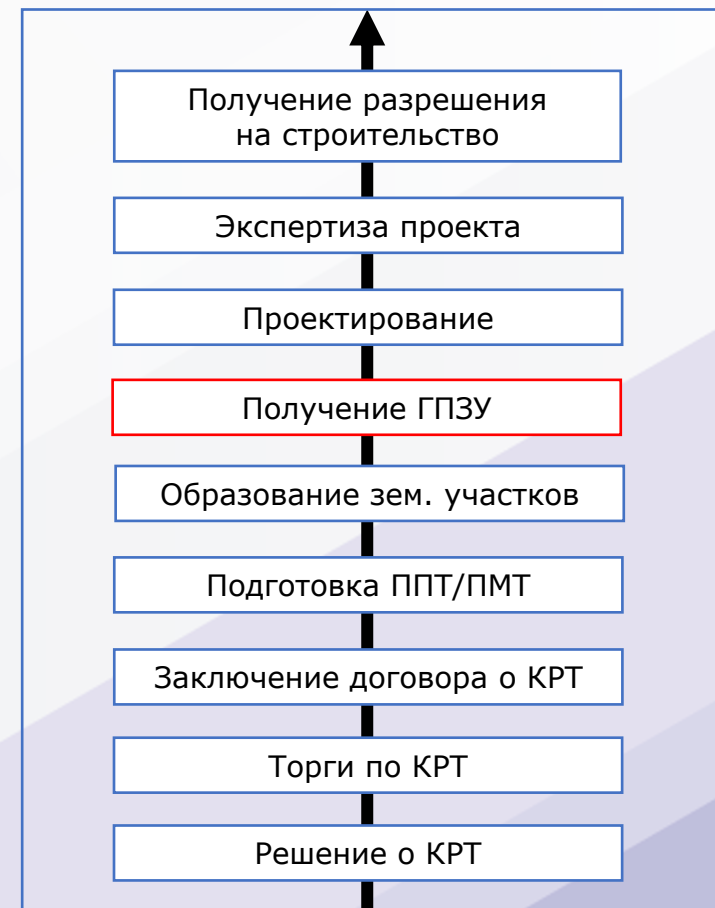 Получение разрешения
на строительство
Экспертиза проекта
Проектирование
Получение ГПЗУ
Образование зем. участков
Подготовка ППТ/ПМТ
Заключение договора о КРТ
Торги по КРТ
Решение о КРТ